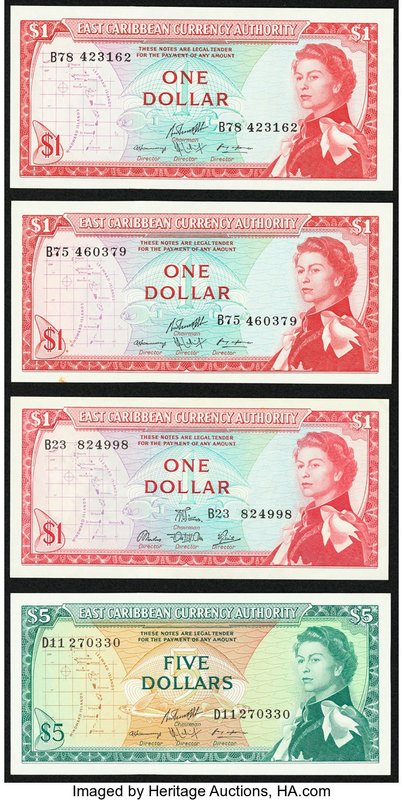 $1 EAST CARIBBEAN CURRENCY AUTHORITY $1
THESE NOTES ARE LEGAL TENDER
FOR THE PAYMENT OF ANY AMOUNT
B78 423162
ONE
DOLLAR
B78 423162
Chairman
$1
Director Director Director
$1 EAST CARIBBEAN CURRENCY AUTHORITY $1
THESE NOTES ARE LEGAL TENDER
FOR THE PAYMENT OF ANY AMOUNT
B75 460379
ONE
DOLLAR
B75 460379
Chairman
$1
Director Director Director
$1 EAST CARIBBEAN CURRENCY AUTHORITY $1
THESE NOTES ARE LEGAL TENDER
FOR THE PAYMENT OF ANY AMOUNT
B23 824998
ONE
DOLLAR
B23 824998
Chairman
$1
Director Director Director
$5 EAST CARIBBEAN CURRENCY AUTHORITY $5
THESE NOTES ARE LEGAL TENDER
FOR THE PAYMENT OF ANY AMOUNT
D11 270330
FIVE
DOLLARS
D11 270330
Chairman
$5
Director Director Director
Imaged by Heritage Auctions, HA.com